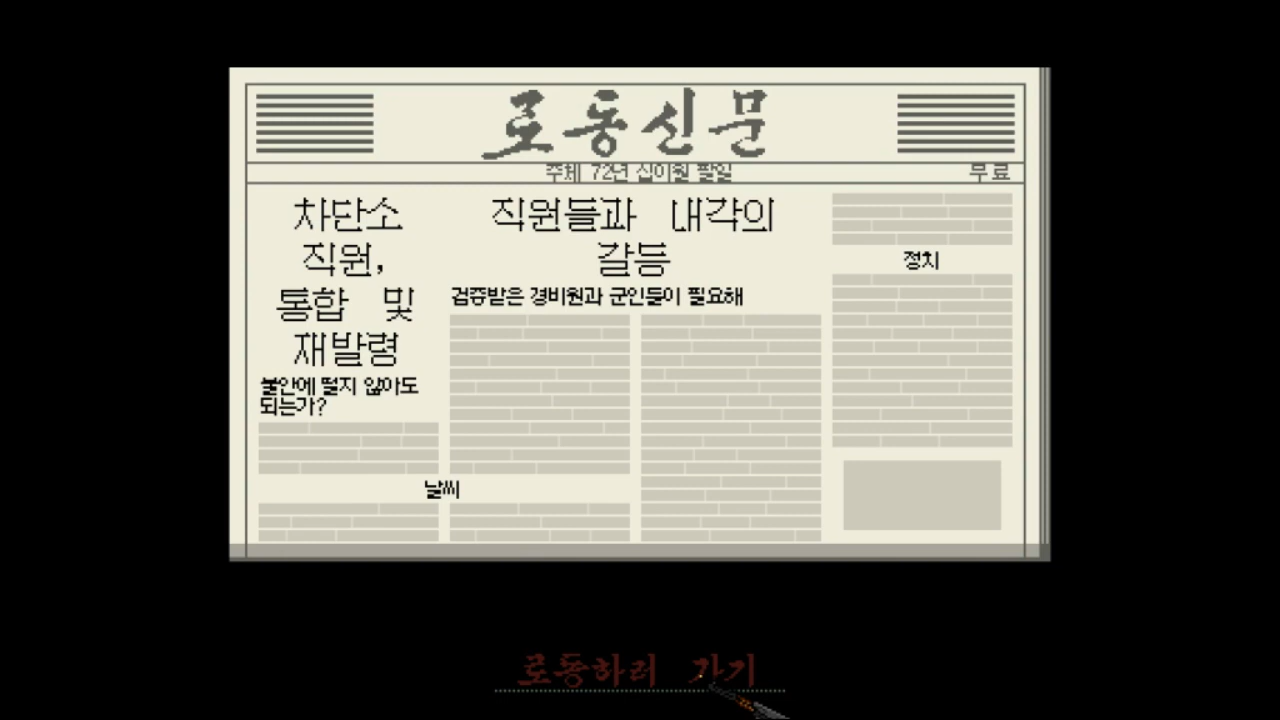 로동신문
주체 72년 십이월 팔일
무료
차단소
직원,
통합 및
재발령
불안에 떨지 않아도
되는가?
직원들과 내각의
갈등
검증받은 경비원과 군인들이 필요해
정치
날씨
로동하러 가기